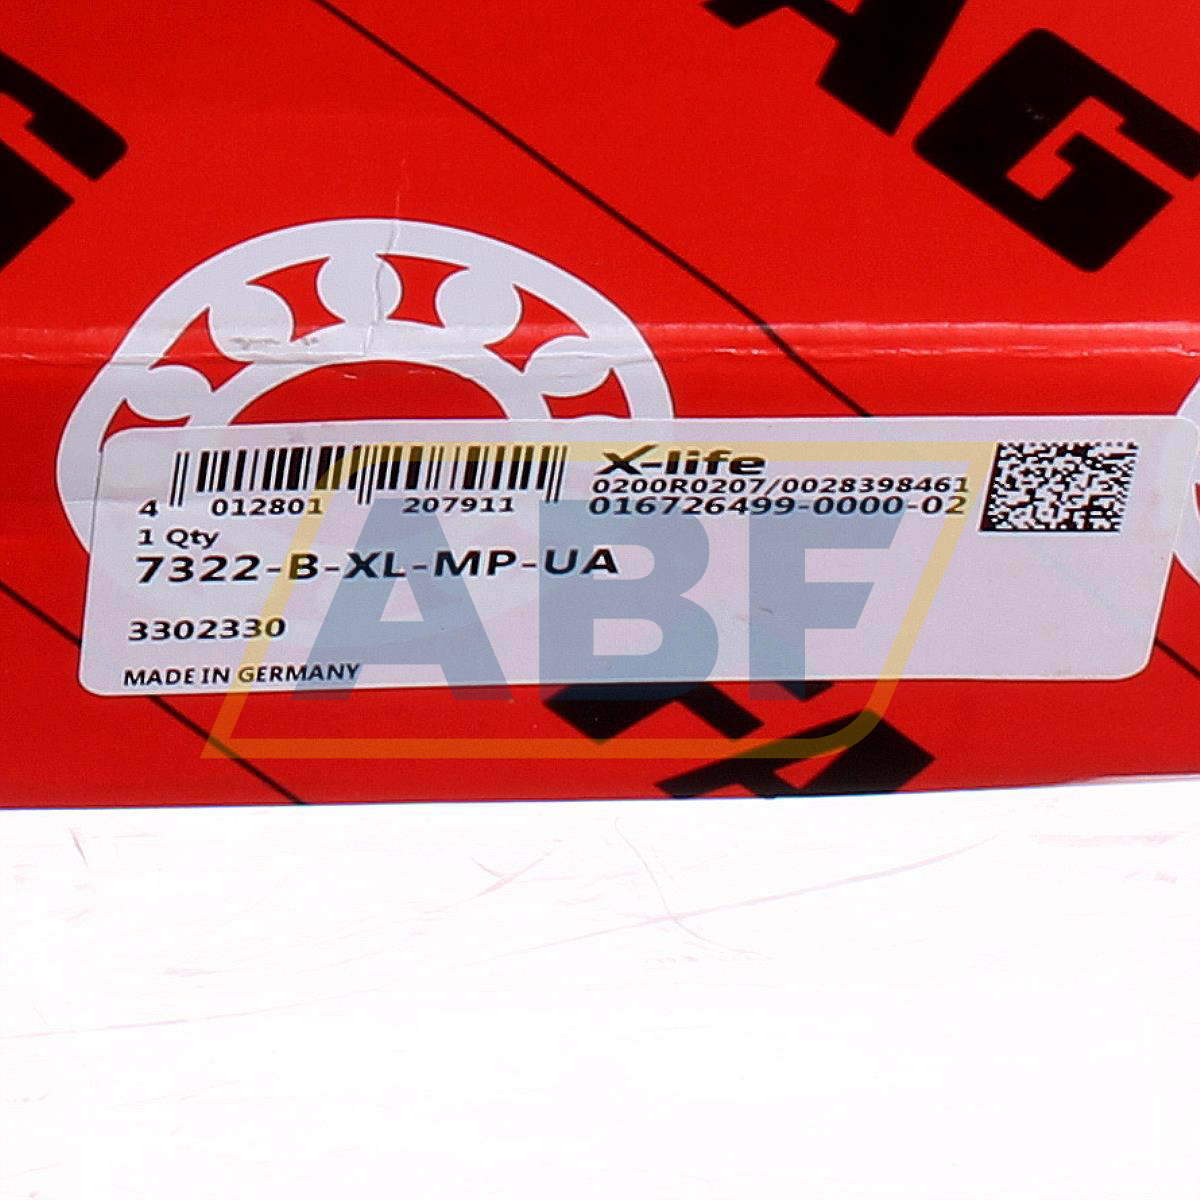 AG
X-life
0200R0207/0028398461
4 012801 207911
016726499-0000-02
1 Qty
7322-B-XL-MP-UA
3302330
MADE IN GERMANY
ABF